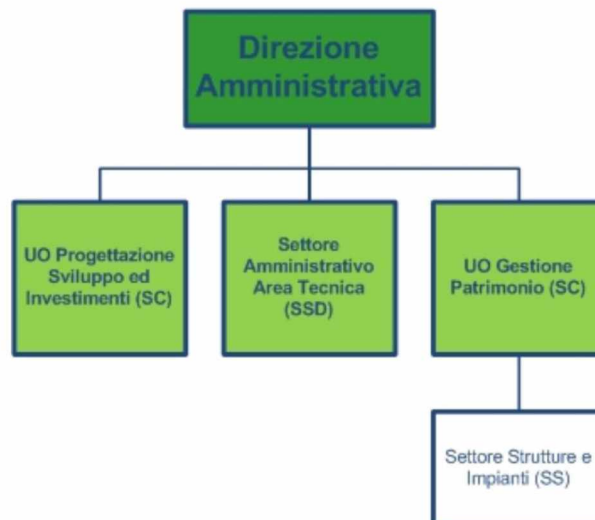 Direzione
Amministrativa
UO Progettazione
Sviluppo ed
Investimenti (SC)
Settore
Amministrativo
Area Tecnica
(SSD)
UO Gestione
Patrimonio (SC)
Settore Strutture e
Impianti (SS)